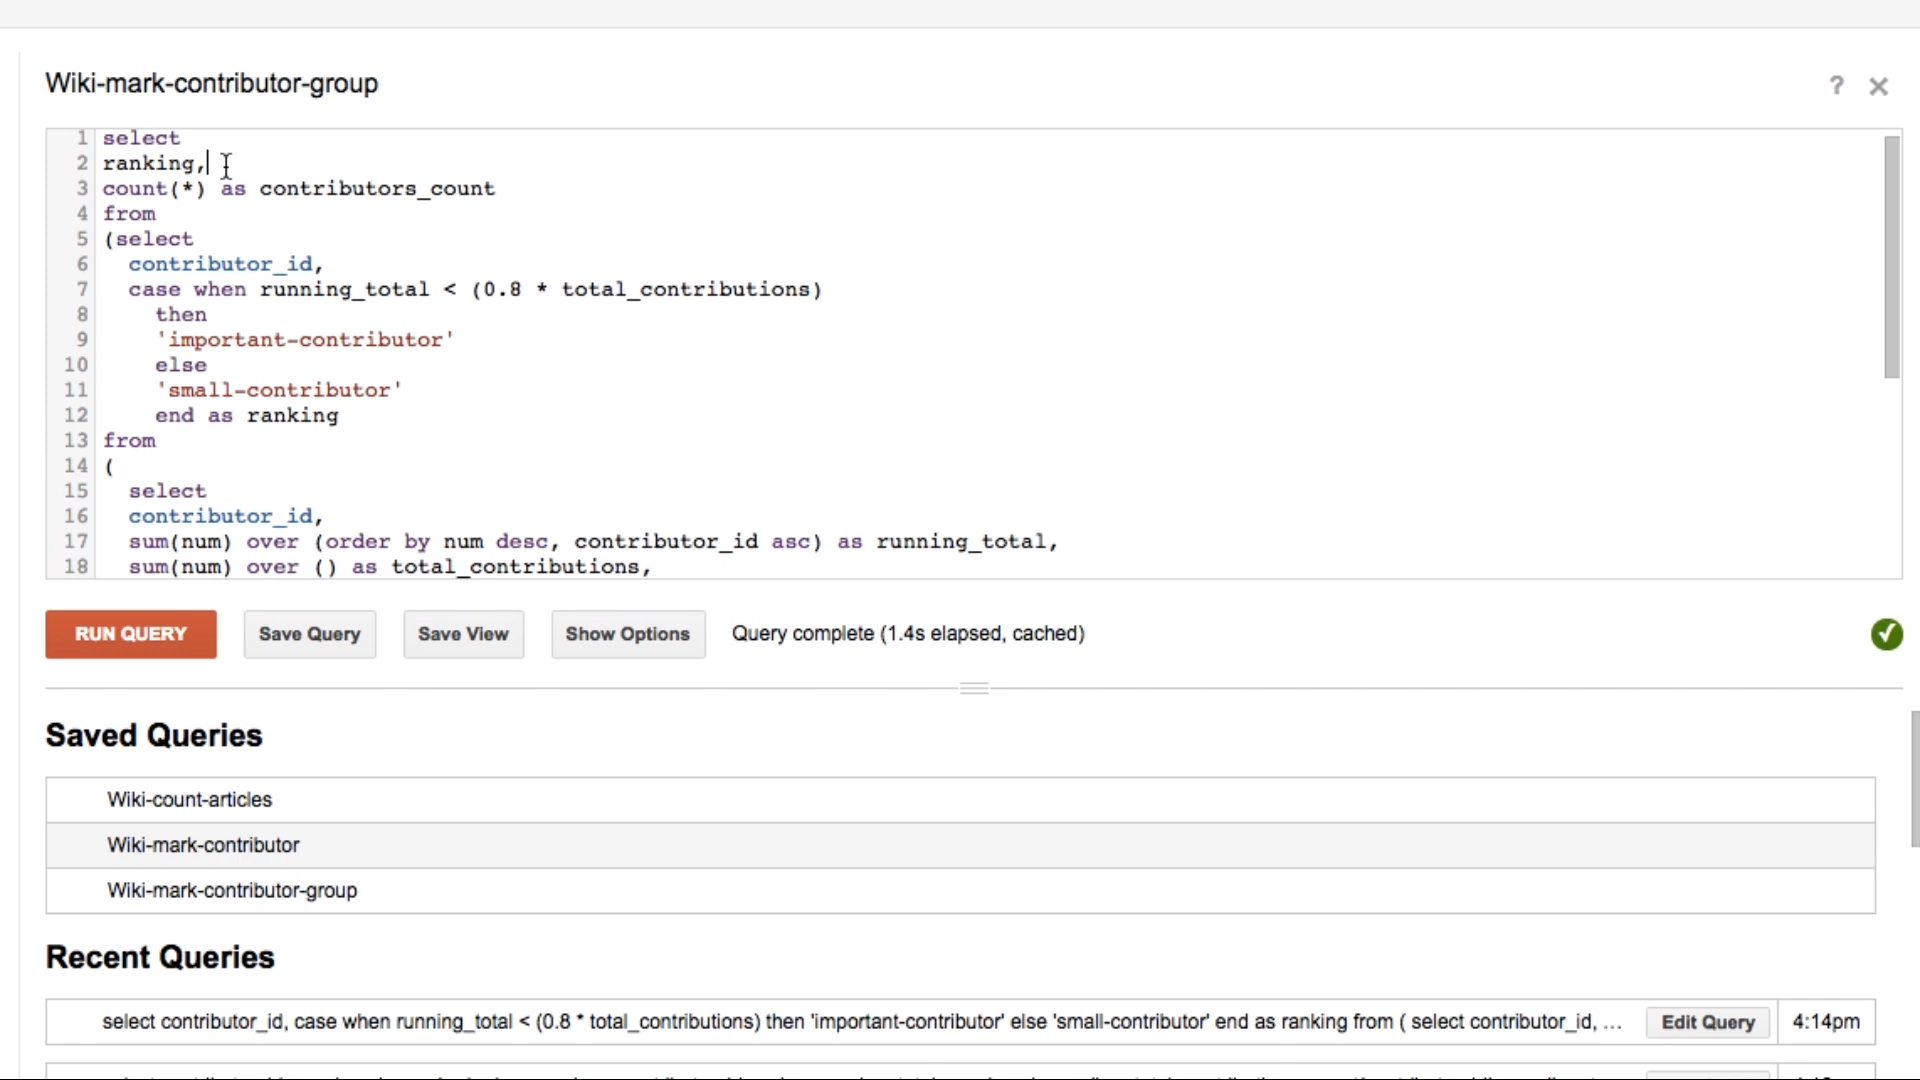 Wiki-mark-contributor-group
? ×
1 select
2 ranking,
3 count(*) as contributors_count
4 from
5 (select
6 contributor_id,
7 case when running_total < (0.8 * total_contributions)
8 then
9 'important-contributor'
10 else
11 'small-contributor'
12 end as ranking
13 from
14 (
15 select
16 contributor_id,
17 sum(num) over (order by num desc, contributor_id asc) as running_total,
18 sum(num) over () as total_contributions,
RUN QUERY Save Query Save View Show Options Query complete (1.4s elapsed, cached)
Saved Queries
Wiki-count-articles
Wiki-mark-contributor
Wiki-mark-contributor-group
Recent Queries
select contributor_id, case when running_total < (0.8 * total_contributions) then 'important-contributor' else 'small-contributor' end as ranking from ( select contributor_id, ... Edit Query 4:14pm